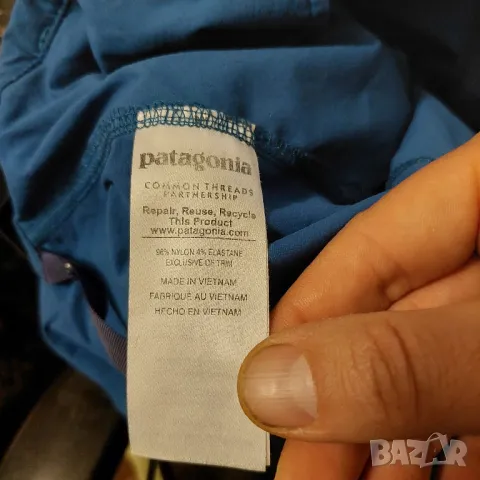 patagonia
COMMON THREADS
PARTNERSHIP
Repair, Reuse, Recycle
This Product
www.patagonia.com
96% NYLON 4% ELASTANE
EXCLUSIVE OF TRIM
MADE IN VIETNAM
FABRIQUÉ AU VIETNAM
HECHO EN VIETNAM
BAZAR